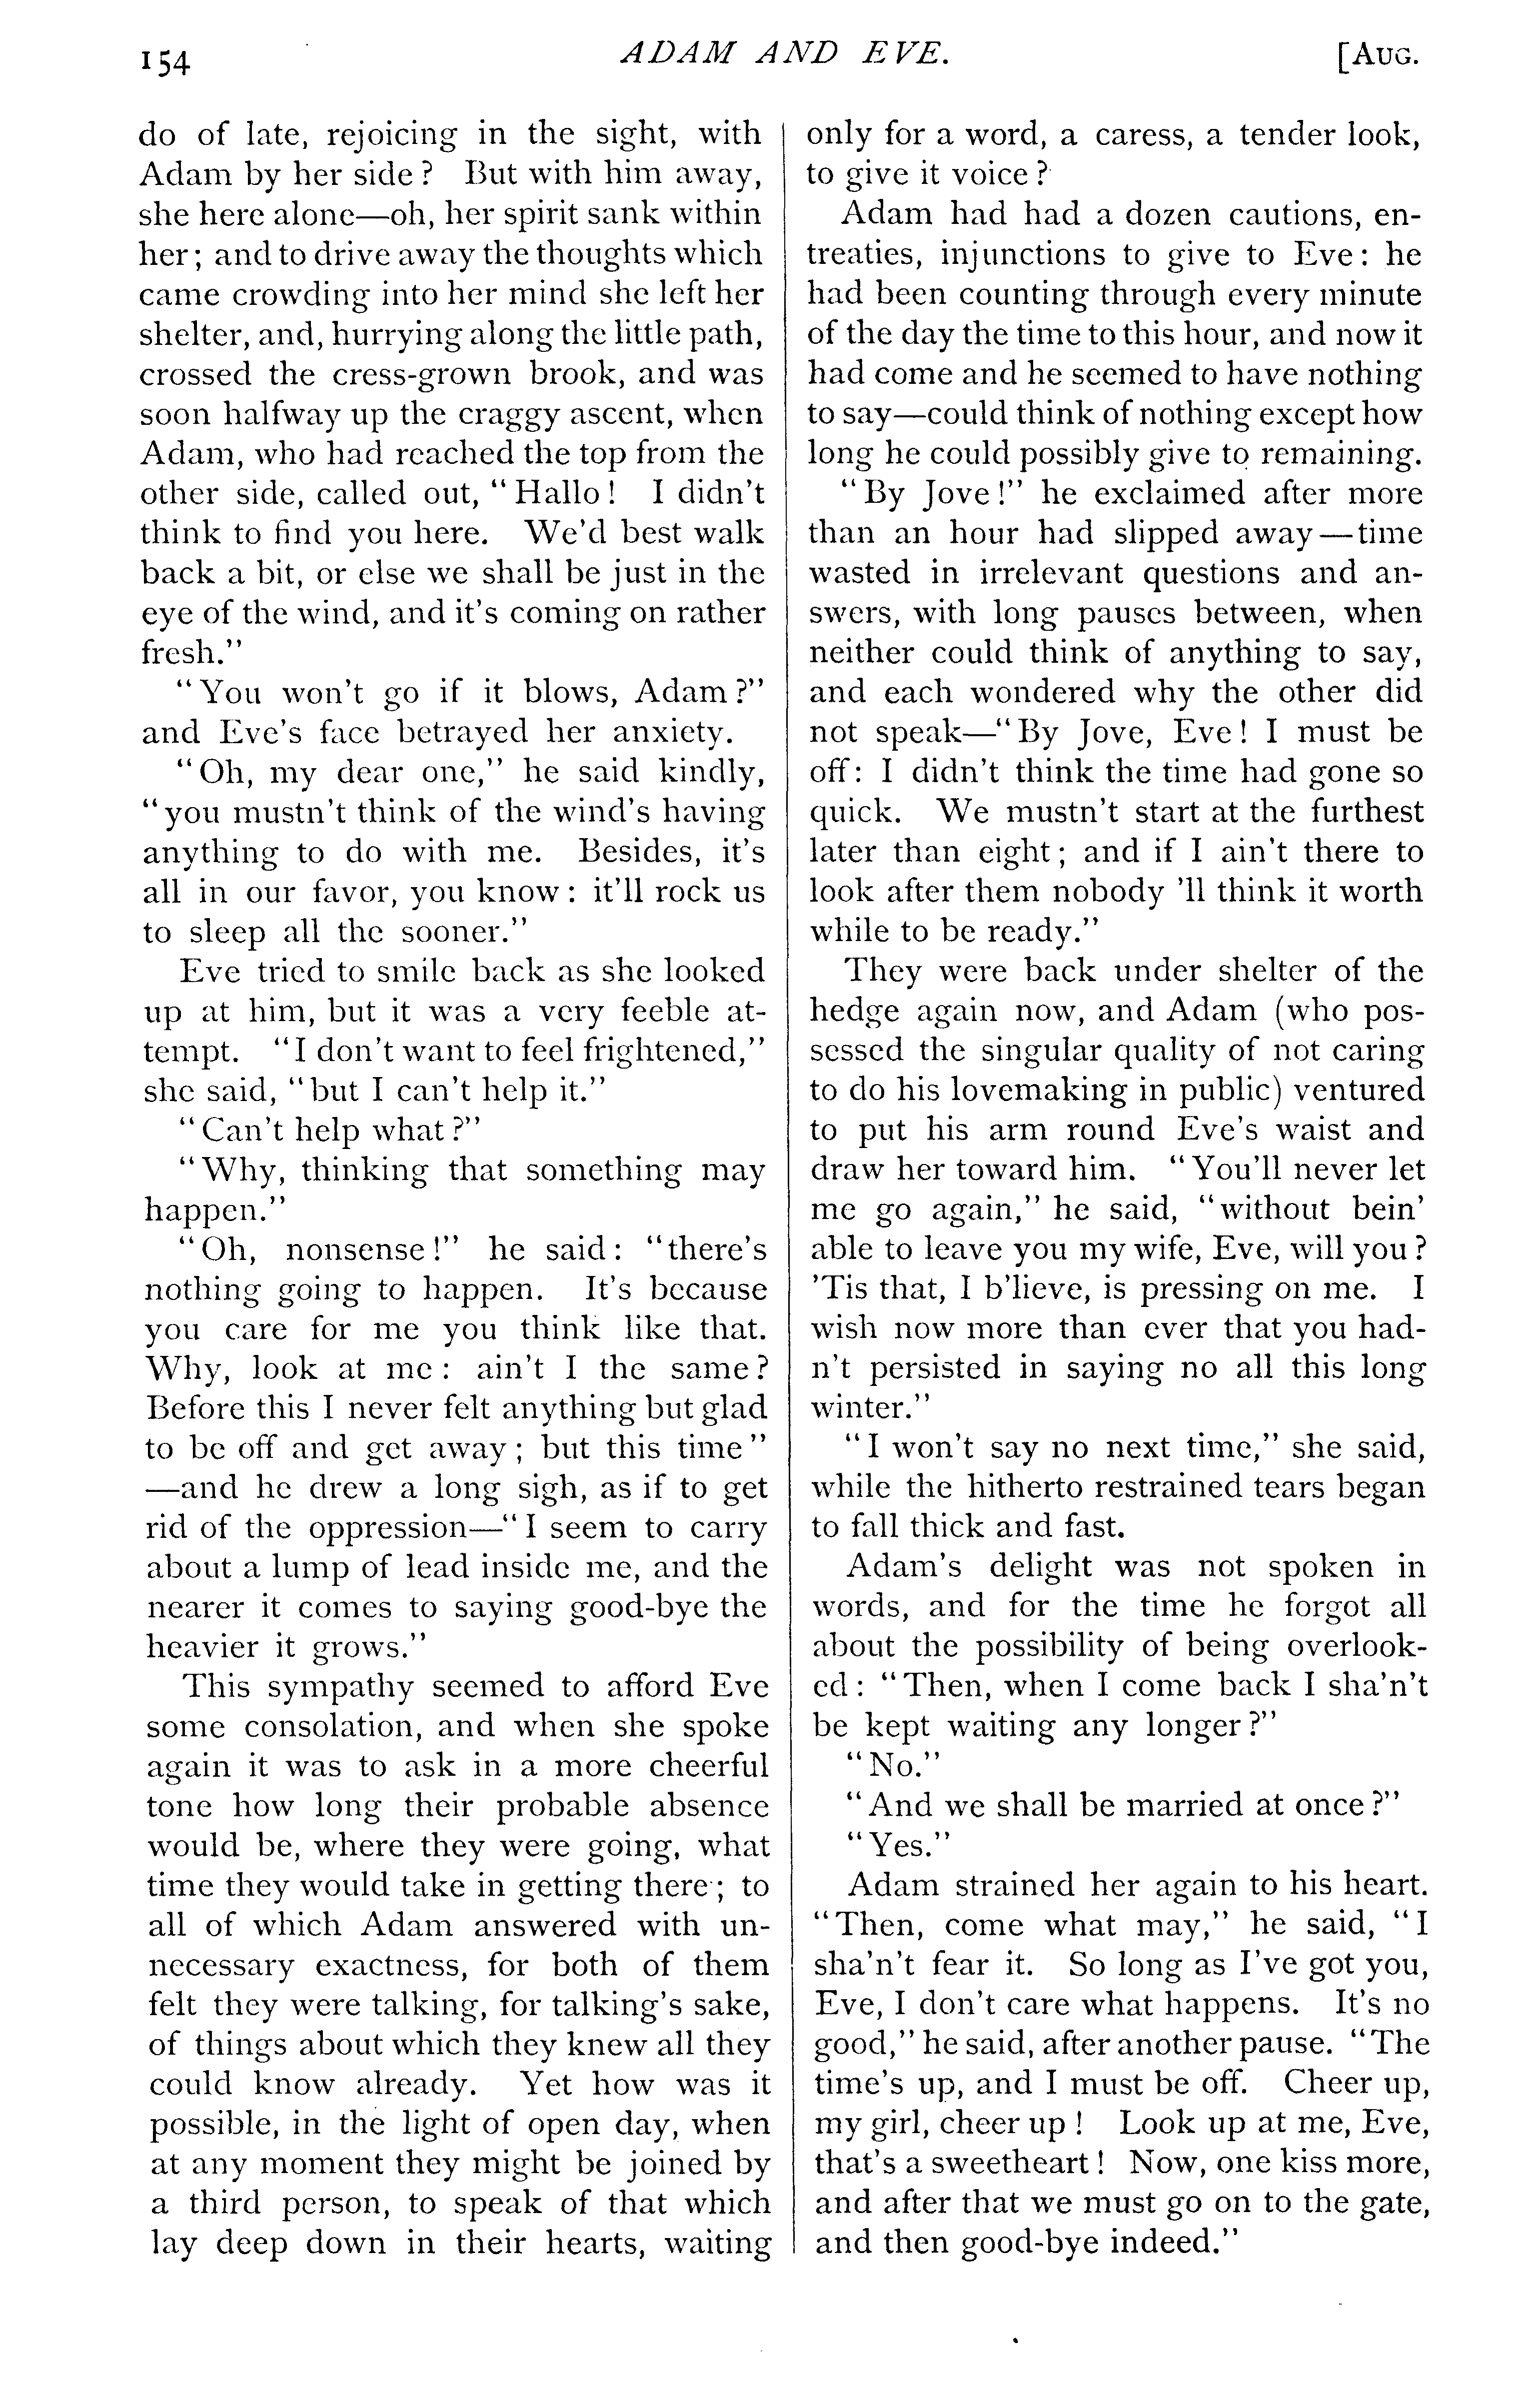 154
ADAM AND EVE.
[AUG.
do of late, rejoicing in the sight, with
Adam by her side? But with him away,
she here alone—oh, her spirit sank within
her; and to drive away the thoughts which
came crowding into her mind she left her
shelter, and, hurrying along the little path,
crossed the cress-grown brook, and was
soon halfway up the craggy ascent, when
Adam, who had reached the top from the
other side, called out, "Hallo! I didn't
think to find you here. We'd best walk
back a bit, or else we shall be just in the
eye of the wind, and it's coming on rather
fresh."
"You won't go if it blows, Adam?"
and Eve's face betrayed her anxiety.
"Oh, my dear one," he said kindly,
"you mustn't think of the wind's having
anything to do with me. Besides, it's
all in our favor, you know: it'll rock us
to sleep all the sooner."
Eve tried to smile back as she looked
up at him, but it was a very feeble at-
tempt. "I don't want to feel frightened,"
she said, "but I can't help it."
"Can't help what?"
"Why, thinking that something may
happen."
"Oh, nonsense!" he said: "there's
nothing going to happen. It's because
you care for me you think like that.
Why, look at me: ain't I the same?
Before this I never felt anything but glad
to be off and get away; but this time"
—and he drew a long sigh, as if to get
rid of the oppression—"I seem to carry
about a lump of lead inside me, and the
nearer it comes to saying good-bye the
heavier it grows."
This sympathy seemed to afford Eve
some consolation, and when she spoke
again it was to ask in a more cheerful
tone how long their probable absence
would be, where they were going, what
time they would take in getting there; to
all of which Adam answered with un-
necessary exactness, for both of them
felt they were talking, for talking's sake,
of things about which they knew all they
could know already. Yet how was it
possible, in the light of open day, when
at any moment they might be joined by
a third person, to speak of that which
lay deep down in their hearts, waiting
only for a word, a caress, a tender look,
to give it voice?
Adam had had a dozen cautions, en-
treaties, injunctions to give to Eve: he
had been counting through every minute
of the day the time to this hour, and now it
had come and he seemed to have nothing
to say—could think of nothing except how
long he could possibly give to remaining.
"By Jove!" he exclaimed after more
than an hour had slipped away—time
wasted in irrelevant questions and an-
swers, with long pauses between, when
neither could think of anything to say,
and each wondered why the other did
not speak—"By Jove, Eve! I must be
off: I didn't think the time had gone so
quick. We mustn't start at the furthest
later than eight; and if I ain't there to
look after them nobody 'll think it worth
while to be ready."
They were back under shelter of the
hedge again now, and Adam (who pos-
sessed the singular quality of not caring
to do his lovemaking in public) ventured
to put his arm round Eve's waist and
draw her toward him. "You'll never let
me go again," he said, "without bein'
able to leave you my wife, Eve, will you?
'Tis that, I b'lieve, is pressing on me. I
wish now more than ever that you had-
n't persisted in saying no all this long
winter."
"I won't say no next time," she said,
while the hitherto restrained tears began
to fall thick and fast.
Adam's delight was not spoken in
words, and for the time he forgot all
about the possibility of being overlook-
ed: "Then, when I come back I sha'n't
be kept waiting any longer?"
"No."
"And we shall be married at once?"
"Yes."
Adam strained her again to his heart.
"Then, come what may," he said, "I
sha'n't fear it. So long as I've got you,
Eve, I don't care what happens. It's no
good," he said, after another pause. "The
time's up, and I must be off. Cheer up,
my girl, cheer up! Look up at me, Eve,
that's a sweetheart! Now, one kiss more,
and after that we must go on to the gate,
and then good-bye indeed."